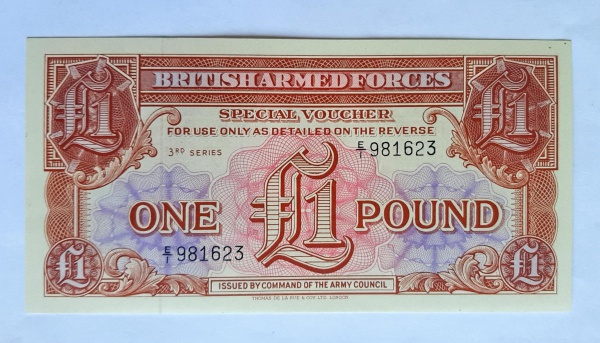 BRITISH ARMED FORCES
£1 £1
SPECIAL VOUCHER
FOR USE ONLY AS DETAILED ON THE REVERSE
3RD SERIES E/1 981623
ONE £1 POUND
E/1 981623
£1 £1
ISSUED BY COMMAND OF THE ARMY COUNCIL
THOMAS DE LA RUE & COY. LTD. LONDON